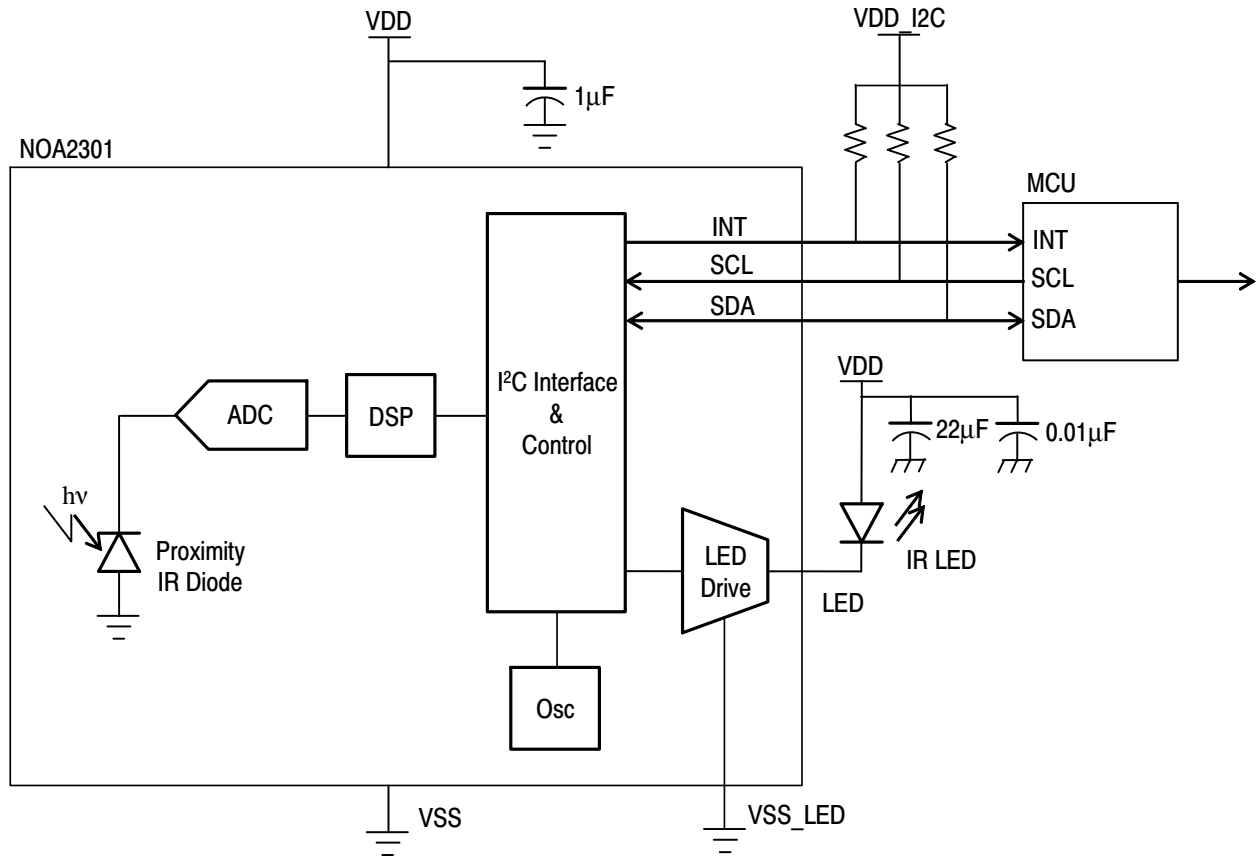 VDD
VDD_I2C
1μF
NOA2301
MCU
INT
INT
SCL
SCL
SDA
SDA
VDD
I²C Interface
&
Control
ADC
DSP
22μF
0.01μF
hν
Proximity
IR Diode
LED
Drive
IR LED
LED
Osc
VSS
VSS_LED